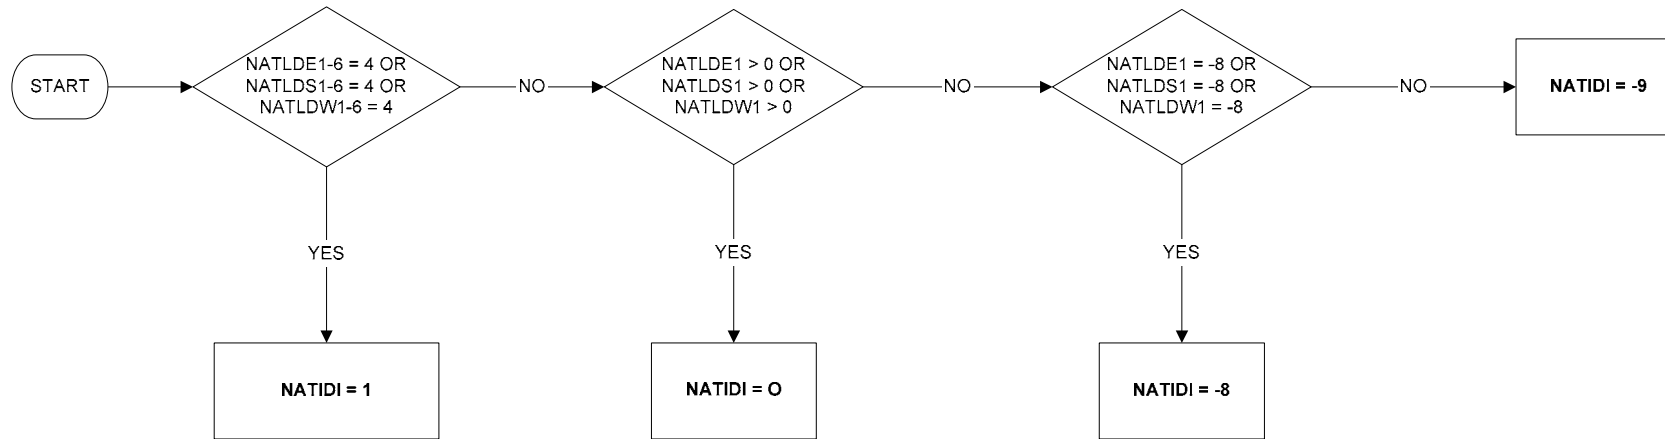 START
NATLDE1-6 = 4 OR
NATLDS1-6 = 4 OR
NATLDW1-6 = 4
NO
NATLDE1 > 0 OR
NATLDS1 > 0 OR
NATLDW1 > 0
NO
NATLDE1 = -8 OR
NATLDS1 = -8 OR
NATLDW1 = -8
NO
NATIDI = -9
YES
YES
YES
NATIDI = 1
NATIDI = O
NATIDI = -8